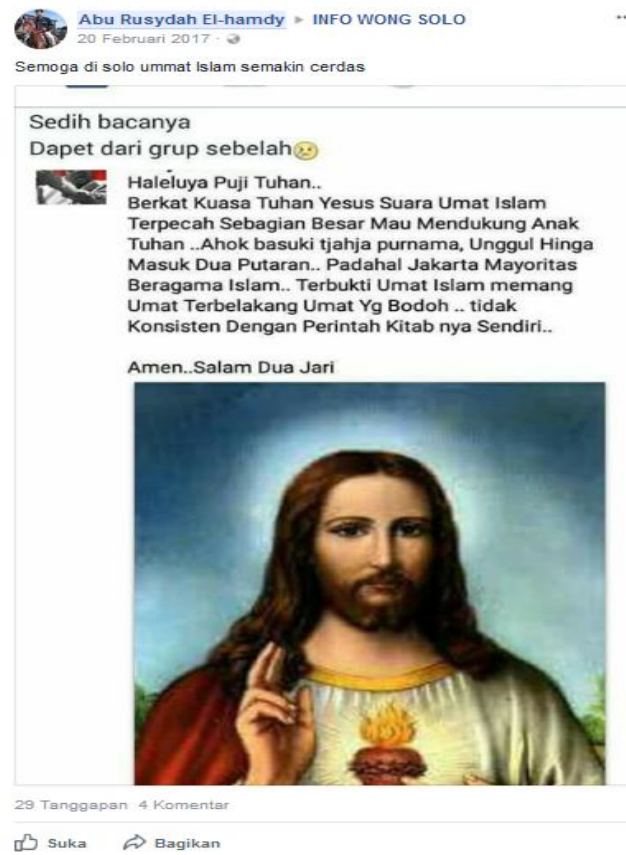 Abu Rusydah El-hamdy ▸ INFO WONG SOLO
20 Februari 2017 ·
Semoga di solo ummat Islam semakin cerdas
Sedih bacanya
Dapet dari grup sebelah😢
Haleluya Puji Tuhan..
Berkat Kuasa Tuhan Yesus Suara Umat Islam
Terpecah Sebagian Besar Mau Mendukung Anak
Tuhan ..Ahok basuki tjahja purnama, Unggul Hinga
Masuk Dua Putaran.. Padahal Jakarta Mayoritas
Beragama Islam.. Terbukti Umat Islam memang
Umat Terbelakang Umat Yg Bodoh .. tidak
Konsisten Dengan Perintah Kitab nya Sendiri..
Amen..Salam Dua Jari
29 Tanggapan 4 Komentar
Suka Bagikan